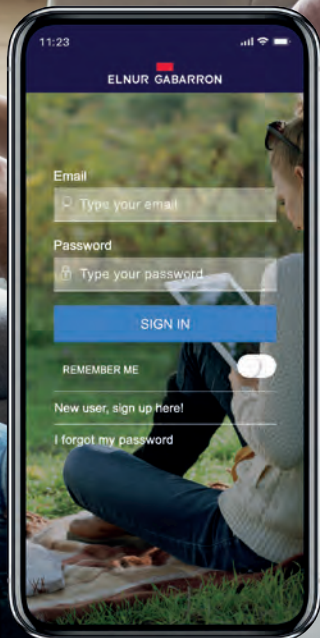 11:23
ELNUR GABARRON
Email
Type your email
Password
Type your password
SIGN IN
REMEMBER ME
New user, sign up here!
I forgot my password